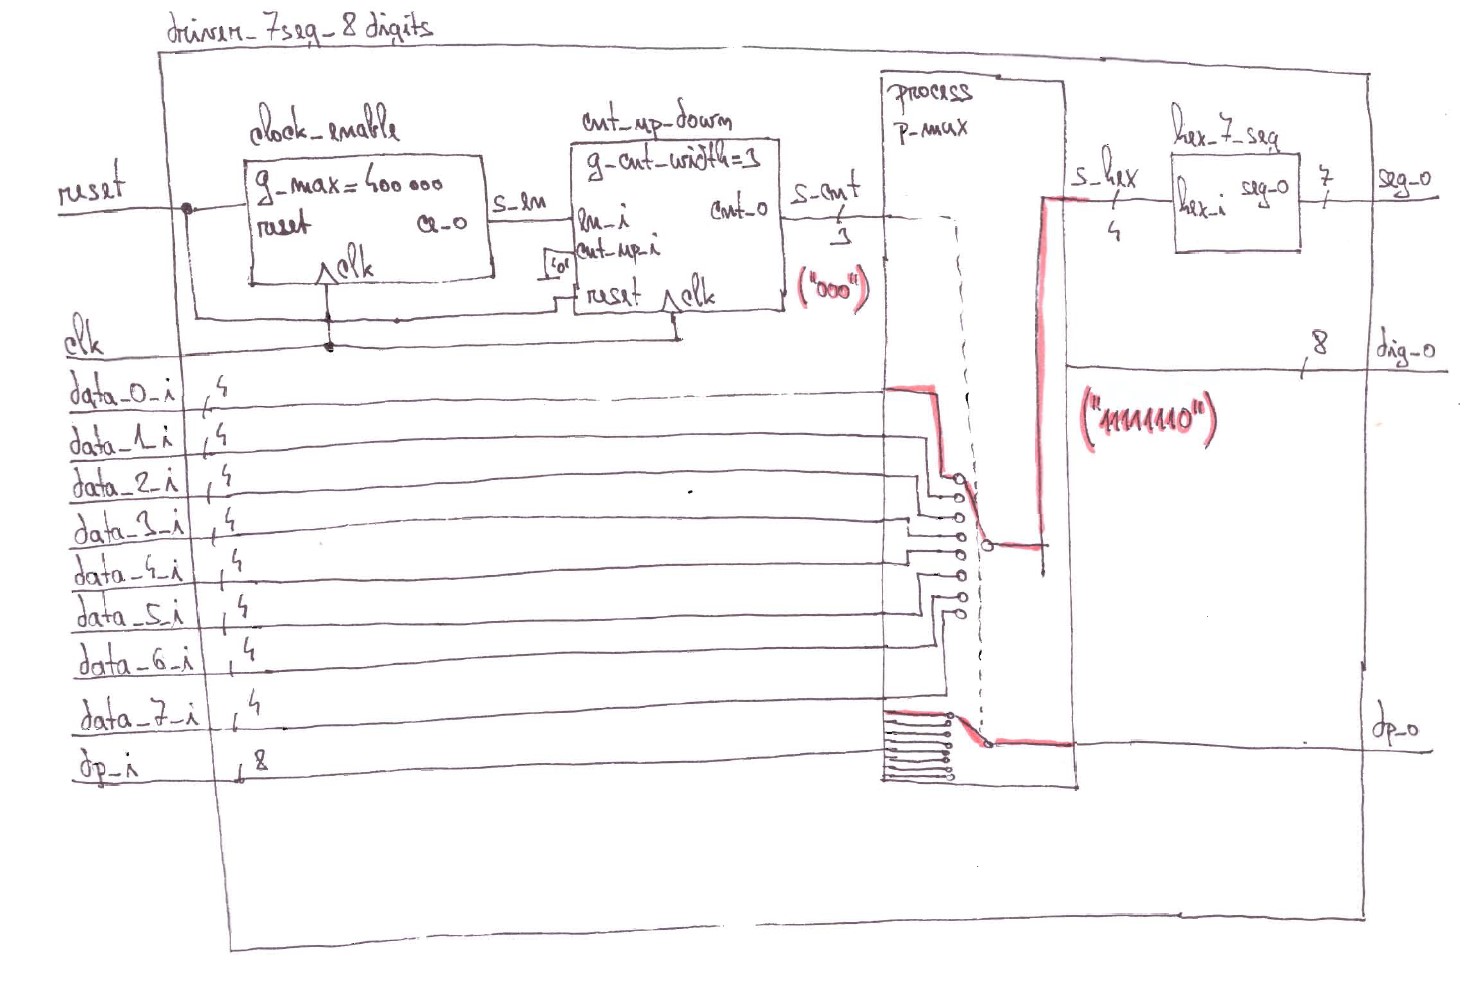 driver_7seg_8digits
process
p_mux
clock_enable
cnt_up_down
hex_7_seg
g_max=400 000
g_cnt_width=3
reset
s_en
s_cnt
s_hex
seg_o
7
seg_o
reset
ce_o
en_i
cnt_o
hex_i
4
cnt_up_i
3
'0'
clk
reset
clk
("000")
clk
8
dig_o
data_0_i
4
("11111110")
data_1_i
4
data_2_i
4
data_3_i
4
data_4_i
4
data_5_i
4
data_6_i
4
data_7_i
4
dp_o
dp_i
8